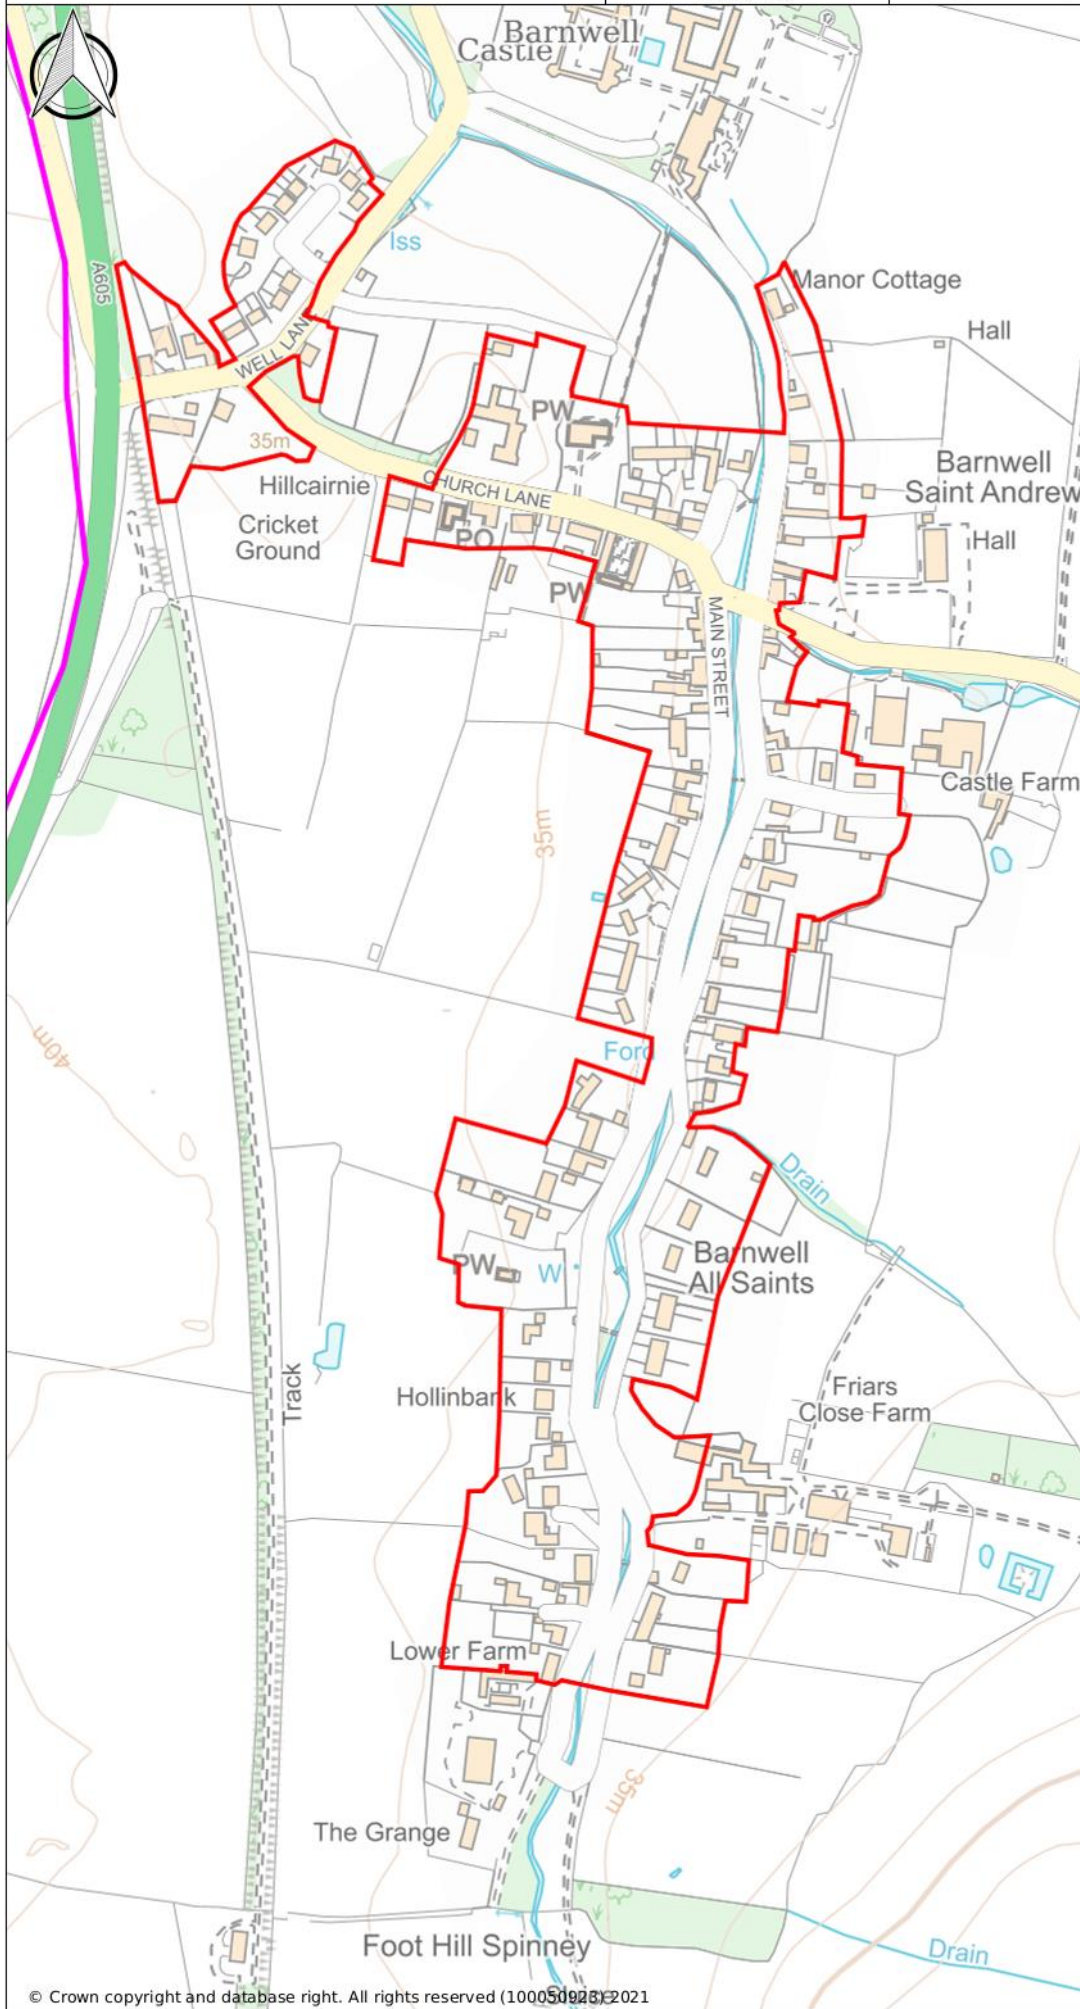 Barnwell
Castle
A605
Iss
Manor Cottage
Hall
WELL LAN
PW
35m
Hillcairnie
CHURCH LANE
Barnwell
Saint Andrew
Cricket
Ground
PO
Hall
PW
MAIN STREET
Castle Farm
35m
40m
Ford
Drain
PW
W
Barnwell
All Saints
Track
Hollinbank
Friars
Close Farm
Lower Farm
35m
The Grange
Foot Hill Spinney
Drain
© Crown copyright and database right. All rights reserved (100050923) 2021